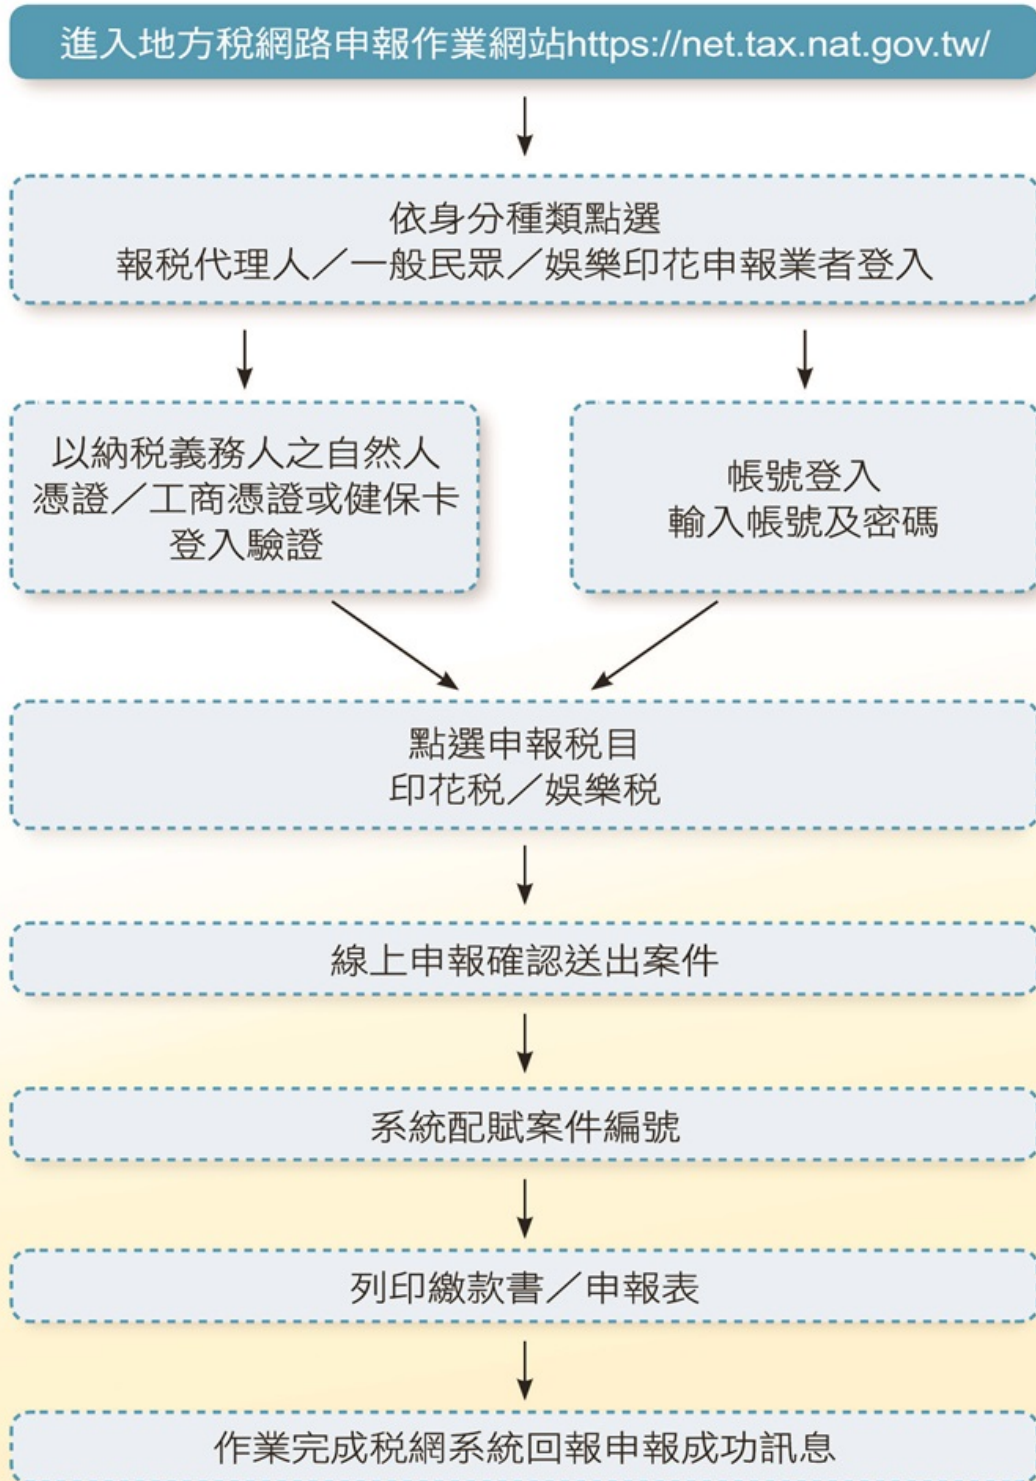 進入地方稅網路申報作業網站https://net.tax.nat.gov.tw/
依身分種類點選
報稅代理人／一般民眾／娛樂印花申報業者登入
以納稅義務人之自然人
憑證／工商憑證或健保卡
登入驗證
帳號登入
輸入帳號及密碼
點選申報稅目
印花稅／娛樂稅
線上申報確認送出案件
系統配賦案件編號
列印繳款書／申報表
作業完成稅網系統回報申報成功訊息